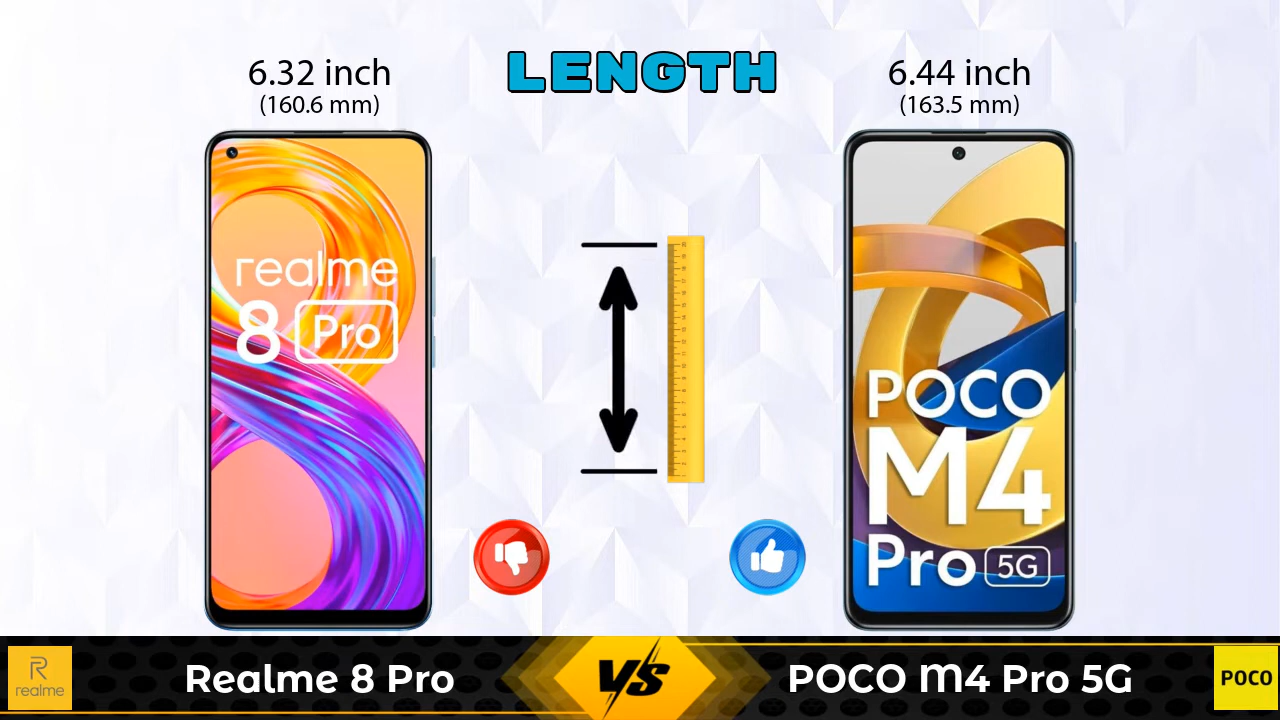 LENGTH
6.32 inch
(160.6 mm)
6.44 inch
(163.5 mm)
realme
8 Pro
POCO
M4
Pro 5G
realme
Realme 8 Pro
VS
POCO M4 Pro 5G
POCO